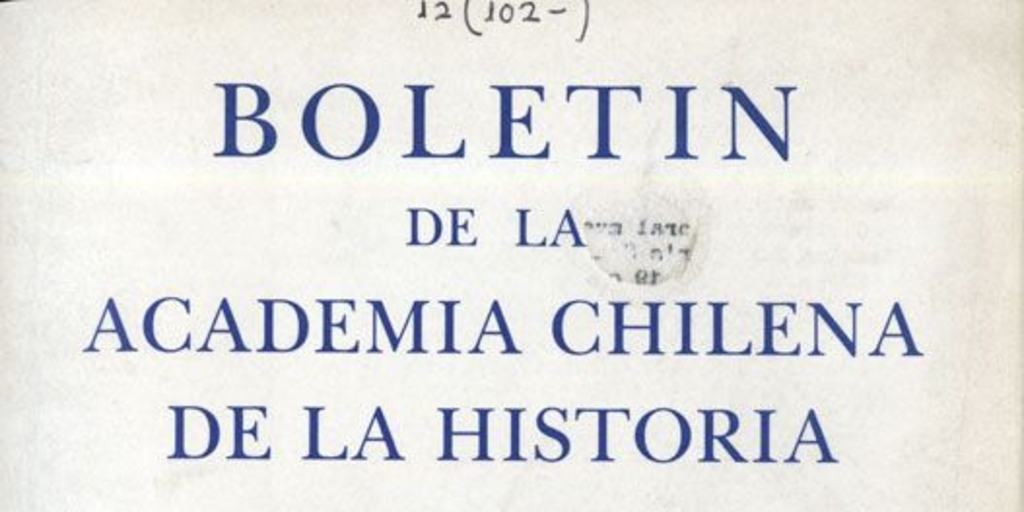 12(102-)
BOLETIN
DE LA
ACADEMIA CHILENA
DE LA HISTORIA